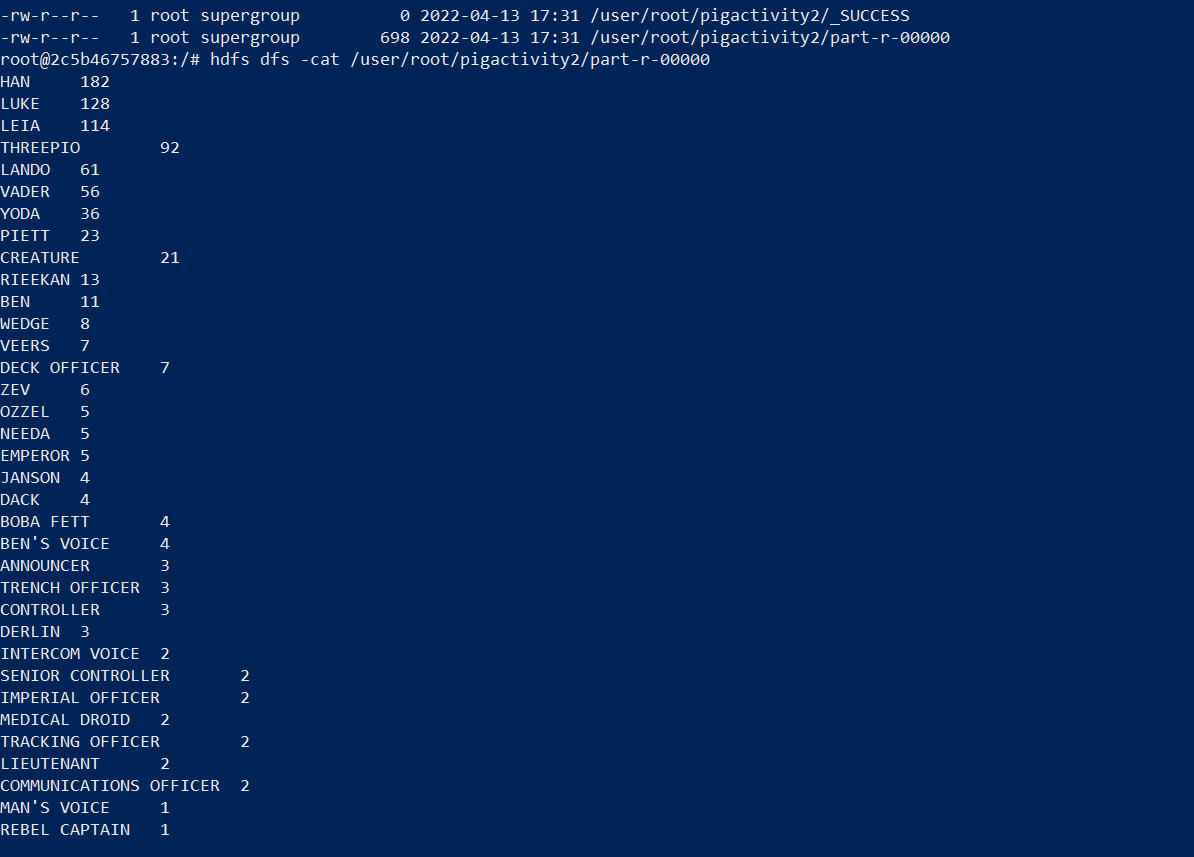 -rw-r--r--   1 root supergroup          0 2022-04-13 17:31 /user/root/pigactivity2/_SUCCESS
-rw-r--r--   1 root supergroup        698 2022-04-13 17:31 /user/root/pigactivity2/part-r-00000
root@2c5b46757883:/# hdfs dfs -cat /user/root/pigactivity2/part-r-00000
HAN     182
LUKE    128
LEIA    114
THREEPIO        92
LANDO   61
VADER   56
YODA    36
PIETT   23
CREATURE        21
RIEEKAN 13
BEN     11
WEDGE   8
VEERS   7
DECK OFFICER    7
ZEV     6
OZZEL   5
NEEDA   5
EMPEROR 5
JANSON  4
DACK    4
BOBA FETT       4
BEN'S VOICE     4
ANNOUNCER       3
TRENCH OFFICER  3
CONTROLLER      3
DERLIN  3
INTERCOM VOICE  2
SENIOR CONTROLLER       2
IMPERIAL OFFICER        2
MEDICAL DROID   2
TRACKING OFFICER        2
LIEUTENANT      2
COMMUNICATIONS OFFICER  2
MAN'S VOICE     1
REBEL CAPTAIN   1